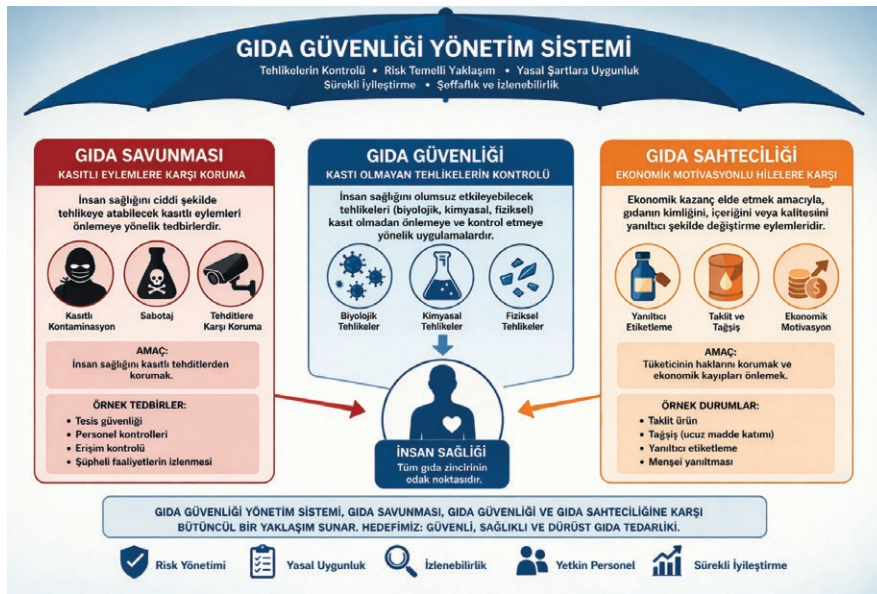 GIDA GÜVENLİĞİ YÖNETİM SİSTEMİ
Tehlikelerin Kontrolü • Risk Temelli Yaklaşım • Yasal Şartlara Uygunluk
Sürekli İyileştirme • Şeffaflık ve İzlenebilirlik
GIDA SAVUNMASI
KASITLI EYLEMLERE KARŞI KORUMA
İnsan sağlığını ciddi şekilde
tehlikeye atabilecek kasıtlı eylemleri
önlemeye yönelik tedbirlerdir.
Kasıtlı
Kontaminasyon
Sabotaj
Tehditlere
Karşı Koruma
AMAÇ:
İnsan sağlığını kasıtlı tehditlerden
korumak.
ÖRNEK TEDBİRLER:
• Tesis güvenliği
• Personel kontrolleri
• Erişim kontrolü
• Şüpheli faaliyetlerin izlenmesi
GIDA GÜVENLİĞİ
KASTI OLMAYAN TEHLİKELERİN KONTROLÜ
İnsan sağlığını olumsuz etkileyebilecek
tehlikeleri (biyolojik, kimyasal, fiziksel)
kasıt olmadan önlemeye ve kontrol etmeye
yönelik uygulamalardır.
Biyolojik
Tehlikeler
Kimyasal
Tehlikeler
Fiziksel
Tehlikeler
İNSAN SAĞLIĞI
Tüm gıda zincirinin
odak noktasıdır.
GIDA SAHTECİLİĞİ
EKONOMİK MOTİVASYONLU HİLELERE KARŞI
Ekonomik kazanç elde etmek amacıyla,
gıdanın kimliğini, içeriğini veya kalitesiini
yanıltıcı şekilde değiştirme eylemleridir.
Yanıltıcı
Etiketleme
Taklit ve
Tağşiş
$
Ekonomik
Motivasyon
AMAÇ:
Tüketicinin haklarını korumak ve
ekonomik kayıpları önlemek.
ÖRNEK DURUMLAR:
• Taklit ürün
• Tağşiş (ucuz madde katımı)
• Yanıltıcı etiketleme
• Menşei yanıltması
GIDA GÜVENLİĞİ YÖNETİM SİSTEMİ, GIDA SAVUNMASI, GIDA GÜVENLİĞİ VE GIDA SAHTECİLİĞİNE KARŞI
BÜTÜNCÜL BİR YAKLAŞIM SUNAR. HEDEFİMİZ: GÜVENLİ, SAĞLIKLI VE DÜRÜST GIDA TEDARİKİ.
Risk Yönetimi
Yasal Uygunluk
İzlenebilirlik
Yetkin Personel
Sürekli İyileştirme